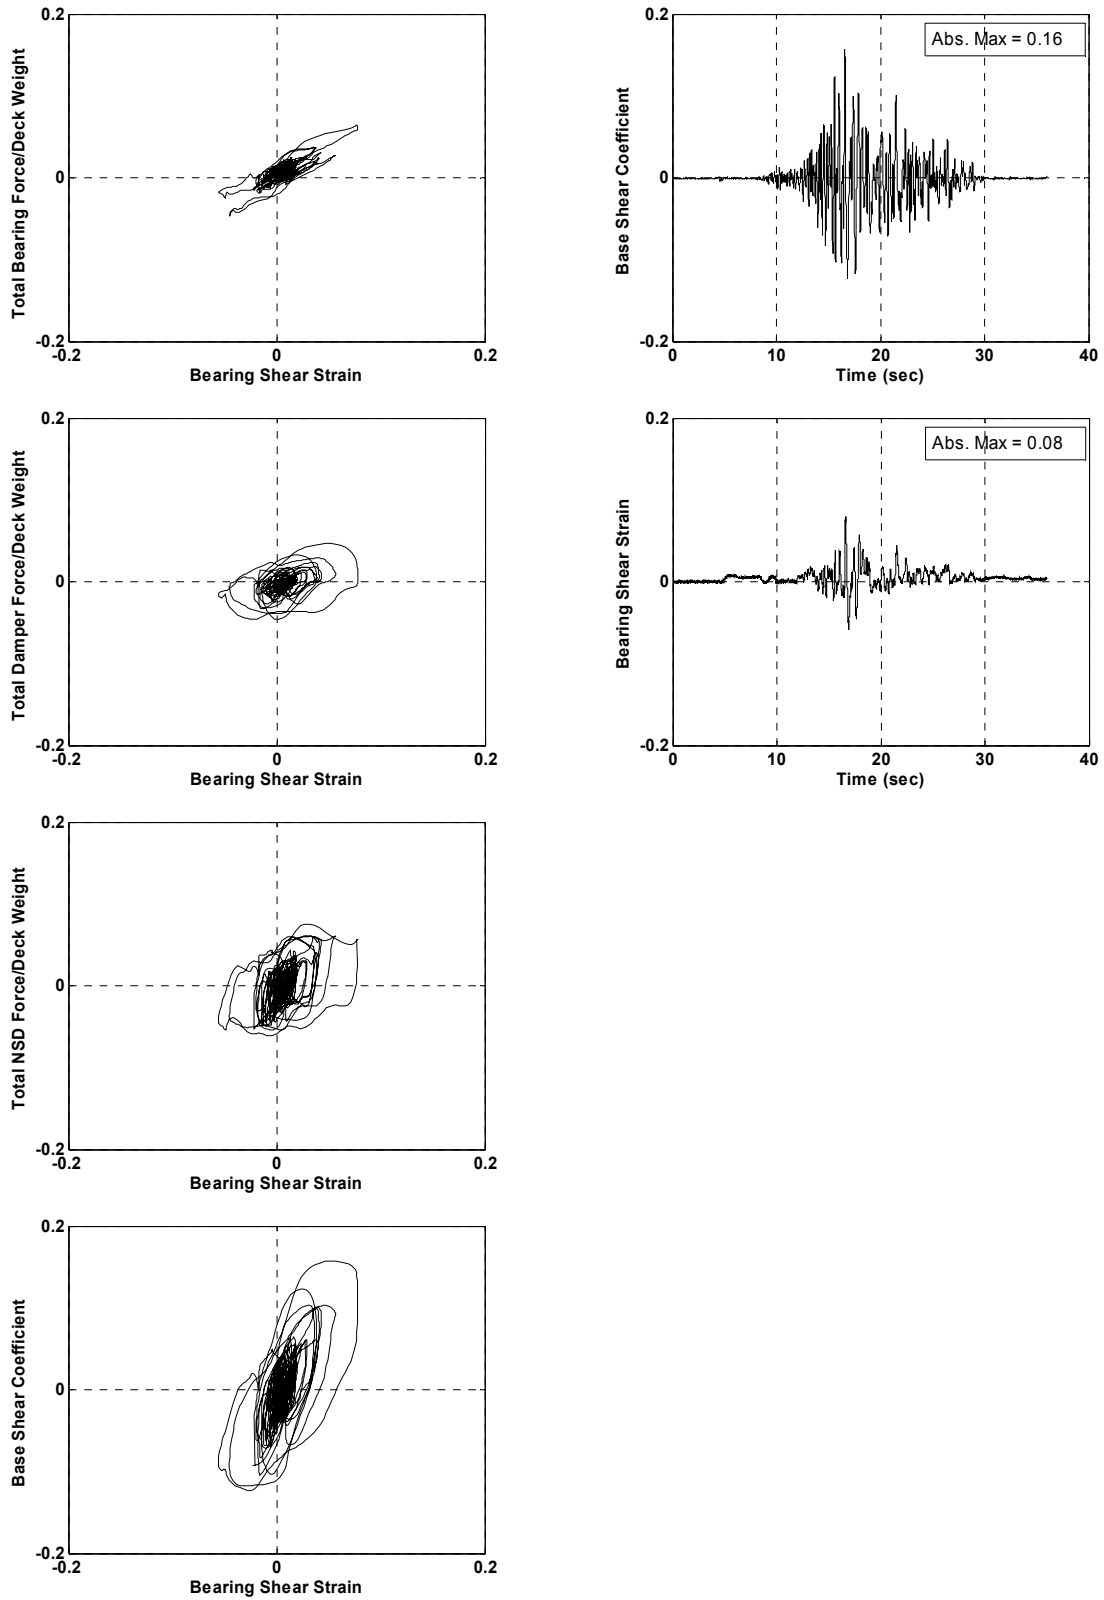 0.2
Total Bearing Force/Deck Weight
0
-0.2
-0.2
0
0.2
Bearing Shear Strain
0.2
Abs. Max = 0.16
Base Shear Coefficient
0
-0.2
0
10
20
30
40
Time (sec)
0.2
Total Damper Force/Deck Weight
0
-0.2
-0.2
0
0.2
Bearing Shear Strain
0.2
Abs. Max = 0.08
Bearing Shear Strain
0
-0.2
0
10
20
30
40
Time (sec)
0.2
Total NSD Force/Deck Weight
0
-0.2
-0.2
0
0.2
Bearing Shear Strain
0.2
Base Shear Coefficient
0
-0.2
-0.2
0
0.2
Bearing Shear Strain